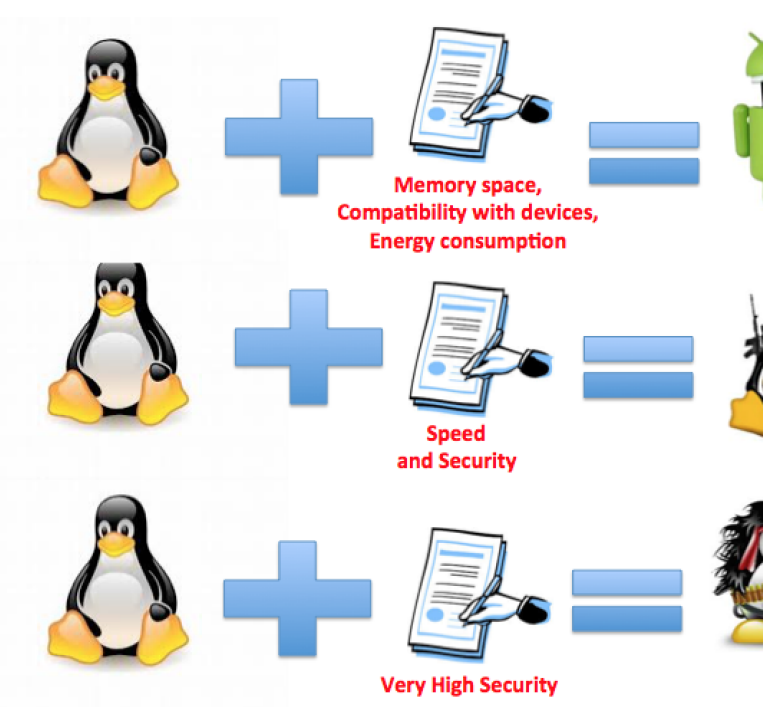 Memory space,
Compatibility with devices,
Energy consumption
Speed
and Security
Very High Security